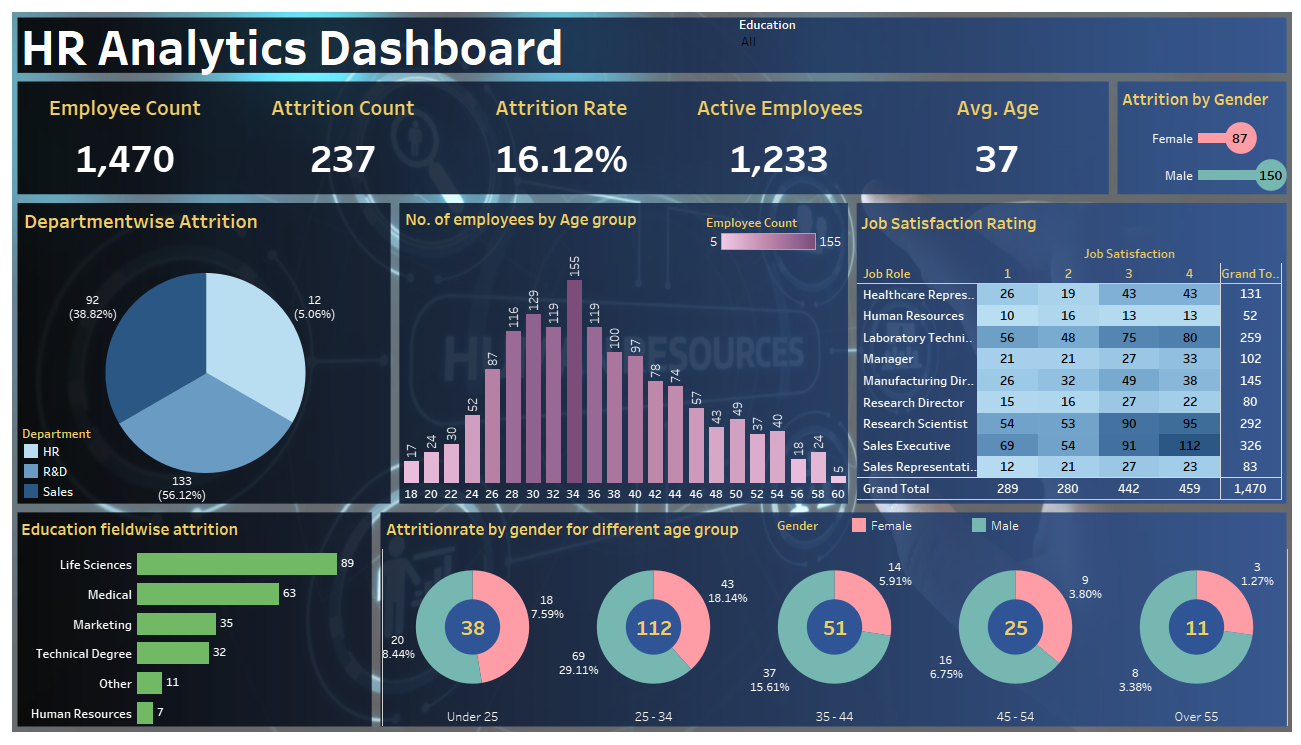 HR Analytics Dashboard
Education
All
Employee Count
Attrition Count
Attrition Rate
Active Employees
Avg. Age
1,470
237
16.12%
1,233
37
Attrition by Gender
Female 87
Male 150
Departmentwise Attrition
92
(38.82%)
12
(5.06%)
133
(56.12%)
Department
HR
R&D
Sales
No. of employees by Age group
Employee Count
5 155
17 24 30 52 87 116 129 119 155 119 100 97 78 74 57 43 49 37 40 18 24 5
18 20 22 24 26 28 30 32 34 36 38 40 42 44 46 48 50 52 54 56 58 60
HUMAN RESOURCES
Job Satisfaction Rating
Job Satisfaction
Job Role 1 2 3 4 Grand To..
Healthcare Repres.. 26 19 43 43 131
Human Resources 10 16 13 13 52
Laboratory Techni.. 56 48 75 80 259
Manager 21 21 27 33 102
Manufacturing Dir.. 26 32 49 38 145
Research Director 15 16 27 22 80
Research Scientist 54 53 90 95 292
Sales Executive 69 54 91 112 326
Sales Representati.. 12 21 27 23 83
Grand Total 289 280 442 459 1,470
Education fieldwise attrition
Life Sciences 89
Medical 63
Marketing 35
Technical Degree 32
Other 11
Human Resources 7
Attritionrate by gender for different age group
Gender
Female
Male
38
18
7.59%
20
8.44%
Under 25
112
43
18.14%
69
29.11%
25 - 34
51
14
5.91%
37
15.61%
35 - 44
25
9
3.80%
16
6.75%
45 - 54
11
3
1.27%
8
3.38%
Over 55